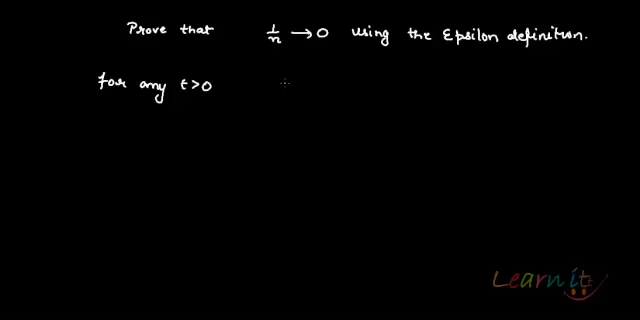 Prove that 1/n → 0 using the Epsilon definition.
For any ε > 0
Learnit